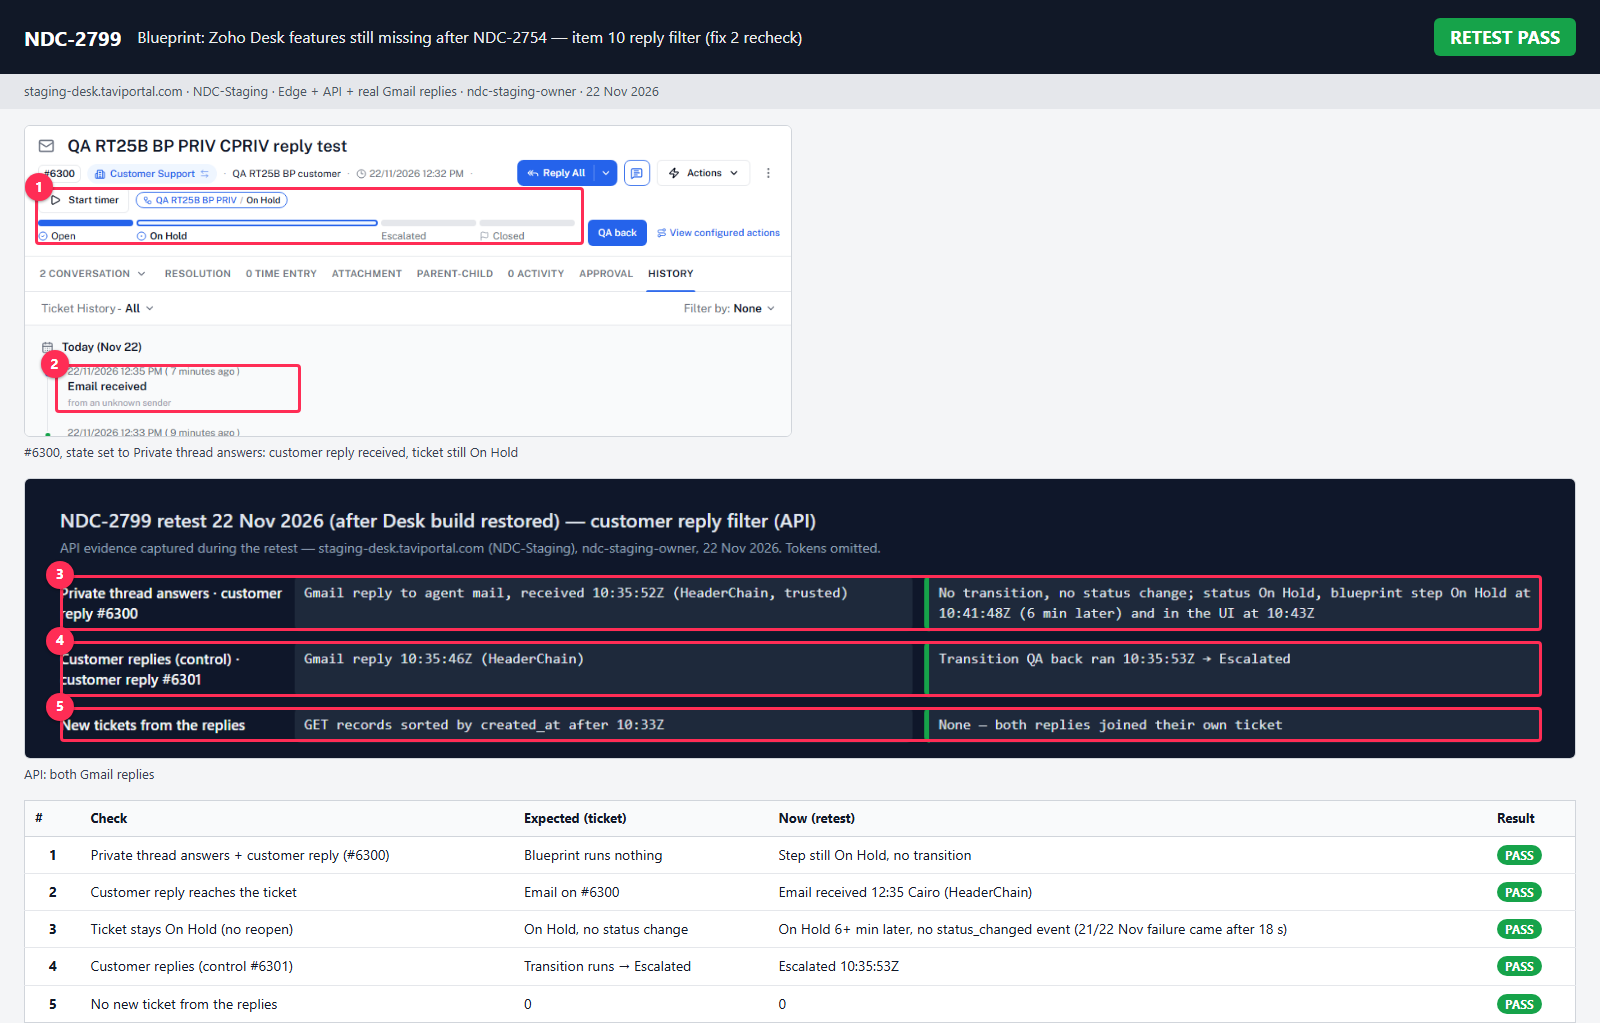 NDC-2799 Blueprint: Zoho Desk features still missing after NDC-2754 — item 10 reply filter (fix 2 recheck) RETEST PASS
staging-desk.taviportal.com · NDC-Staging · Edge + API + real Gmail replies · ndc-staging-owner · 22 Nov 2026
QA RT25B BP PRIV CPRIV reply test
#6300 Customer Support · QA RT25B BP customer · 22/11/2026 12:32 PM · Reply All Actions
1
Start timer QA RT25B BP PRIV / On Hold
Open On Hold Escalated Closed QA back View configured actions
2 CONVERSATION RESOLUTION 0 TIME ENTRY ATTACHMENT PARENT-CHILD 0 ACTIVITY APPROVAL HISTORY
Ticket History - All Filter by: None
Today (Nov 22)
2
22/11/2026 12:35 PM ( 7 minutes ago )
Email received
from an unknown sender
22/11/2026 12:33 PM ( 9 minutes ago )
#6300, state set to Private thread answers: customer reply received, ticket still On Hold
NDC-2799 retest 22 Nov 2026 (after Desk build restored) — customer reply filter (API)
API evidence captured during the retest — staging-desk.taviportal.com (NDC-Staging), ndc-staging-owner, 22 Nov 2026. Tokens omitted.
3
Private thread answers · customer reply #6300 Gmail reply to agent mail, received 10:35:52Z (HeaderChain, trusted) No transition, no status change; status On Hold, blueprint step On Hold at
10:41:48Z (6 min later) and in the UI at 10:43Z
4
Customer replies (control) · customer reply #6301 Gmail reply 10:35:46Z (HeaderChain) Transition QA back ran 10:35:53Z → Escalated
5
New tickets from the replies GET records sorted by created_at after 10:33Z None — both replies joined their own ticket
API: both Gmail replies
# Check Expected (ticket) Now (retest) Result
1 Private thread answers + customer reply (#6300) Blueprint runs nothing Step still On Hold, no transition PASS
2 Customer reply reaches the ticket Email on #6300 Email received 12:35 Cairo (HeaderChain) PASS
3 Ticket stays On Hold (no reopen) On Hold, no status change On Hold 6+ min later, no status_changed event (21/22 Nov failure came after 18 s) PASS
4 Customer replies (control #6301) Transition runs → Escalated Escalated 10:35:53Z PASS
5 No new ticket from the replies 0 0 PASS